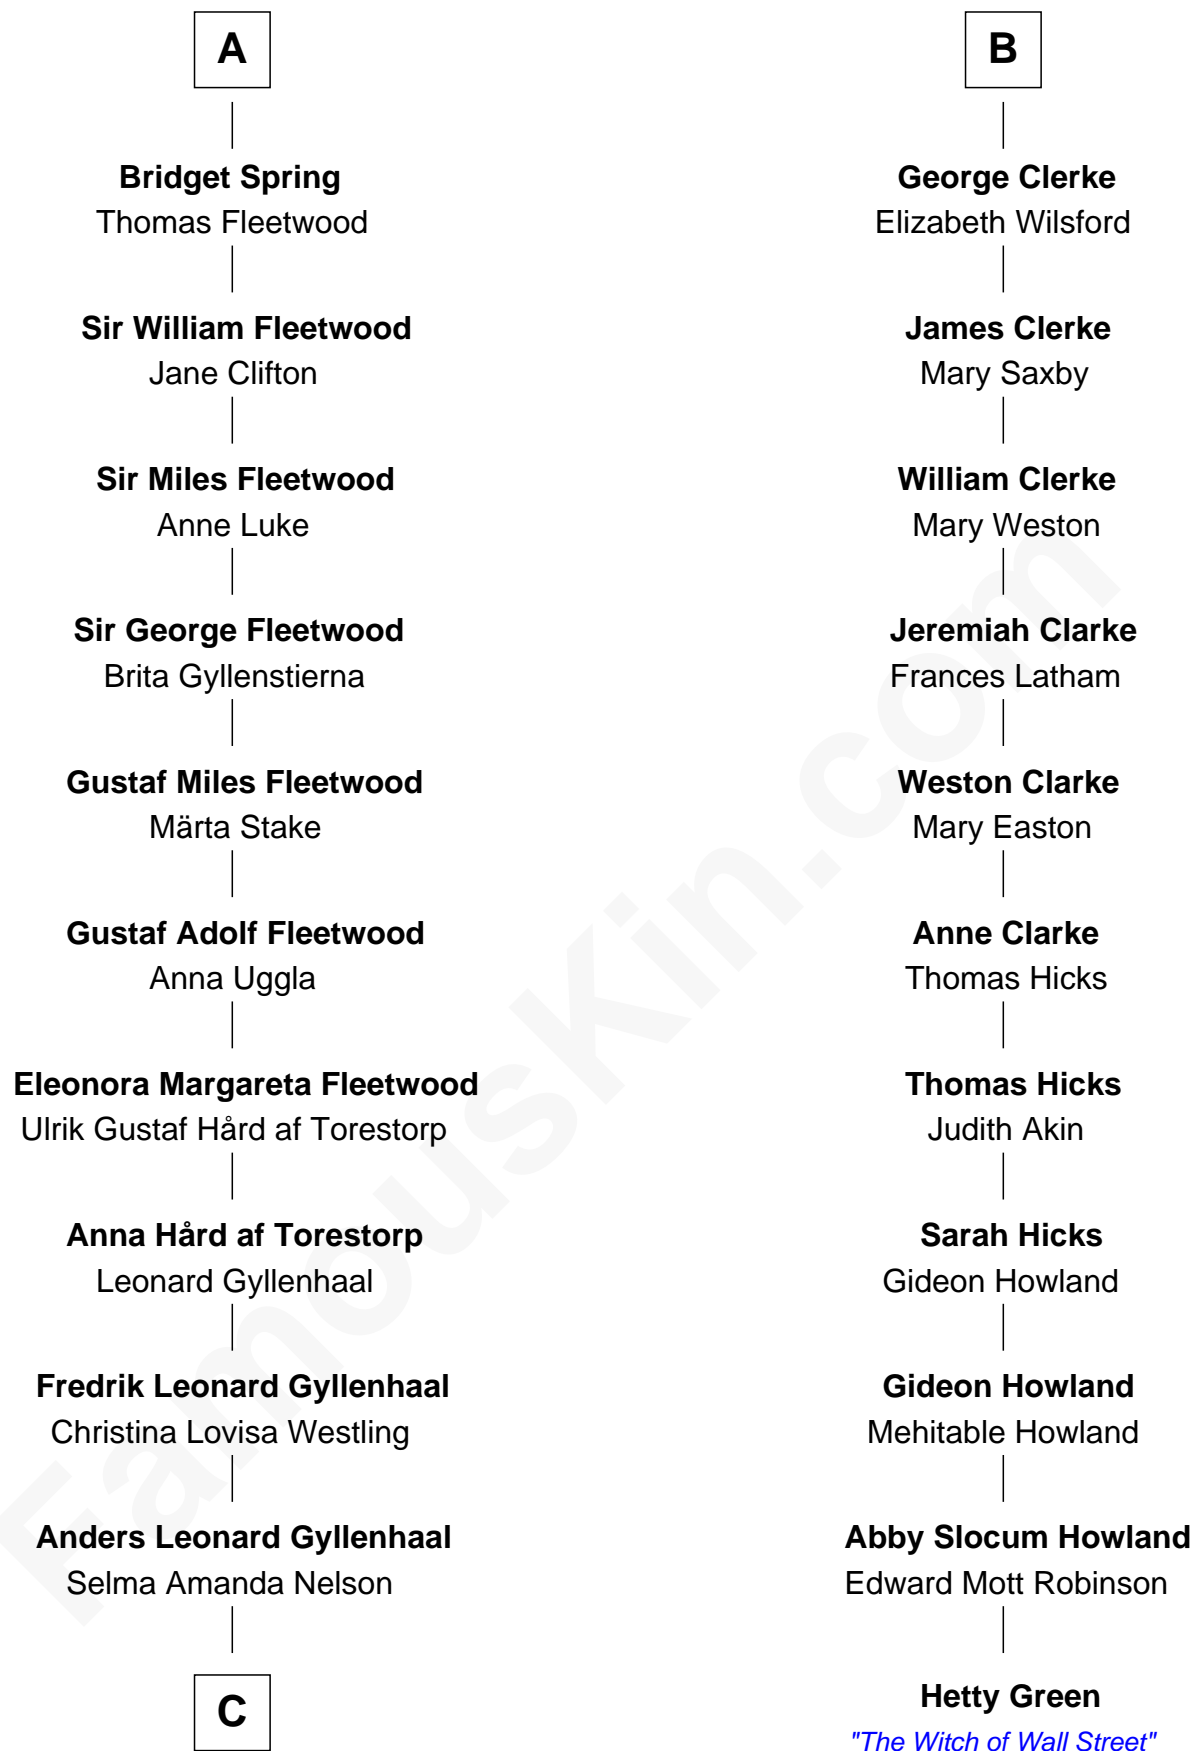 A
Bridget Spring
Thomas Fleetwood
Sir William Fleetwood
Jane Clifton
Sir Miles Fleetwood
Anne Luke
Sir George Fleetwood
Brita Gyllenstierna
Gustaf Miles Fleetwood
Märta Stake
Gustaf Adolf Fleetwood
Anna Uggla
Eleonora Margareta Fleetwood
Ulrik Gustaf Hård af Torestorp
Anna Hård af Torestorp
Leonard Gyllenhaal
Fredrik Leonard Gyllenhaal
Christina Lovisa Westling
Anders Leonard Gyllenhaal
Selma Amanda Nelson
C
B
George Clerke
Elizabeth Wilsford
James Clerke
Mary Saxby
William Clerke
Mary Weston
Jeremiah Clarke
Frances Latham
Weston Clarke
Mary Easton
Anne Clarke
Thomas Hicks
Thomas Hicks
Judith Akin
Sarah Hicks
Gideon Howland
Gideon Howland
Mehitable Howland
Abby Slocum Howland
Edward Mott Robinson
Hetty Green
"The Witch of Wall Street"
FamousKin.com